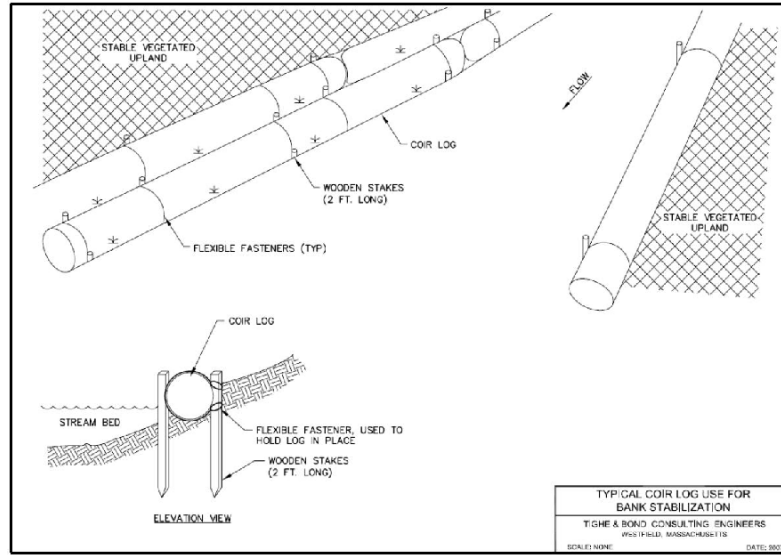 STABLE VEGETATED
UPLAND
FLOW
COIR LOG
WOODEN STAKES
(2 FT. LONG)
FLEXIBLE FASTENERS (TYP)
STABLE VEGETATED
UPLAND
COIR LOG
STREAM BED
FLEXIBLE FASTENER, USED TO
HOLD LOG IN PLACE
WOODEN STAKES
(2 FT. LONG)
ELEVATION VIEW
TYPICAL COIR LOG USE FOR
BANK STABILIZATION
TIGHE & BOND CONSULTING ENGINEERS
WESTFIELD, MASSACHUSETTS
SCALE: NONE
DATE: